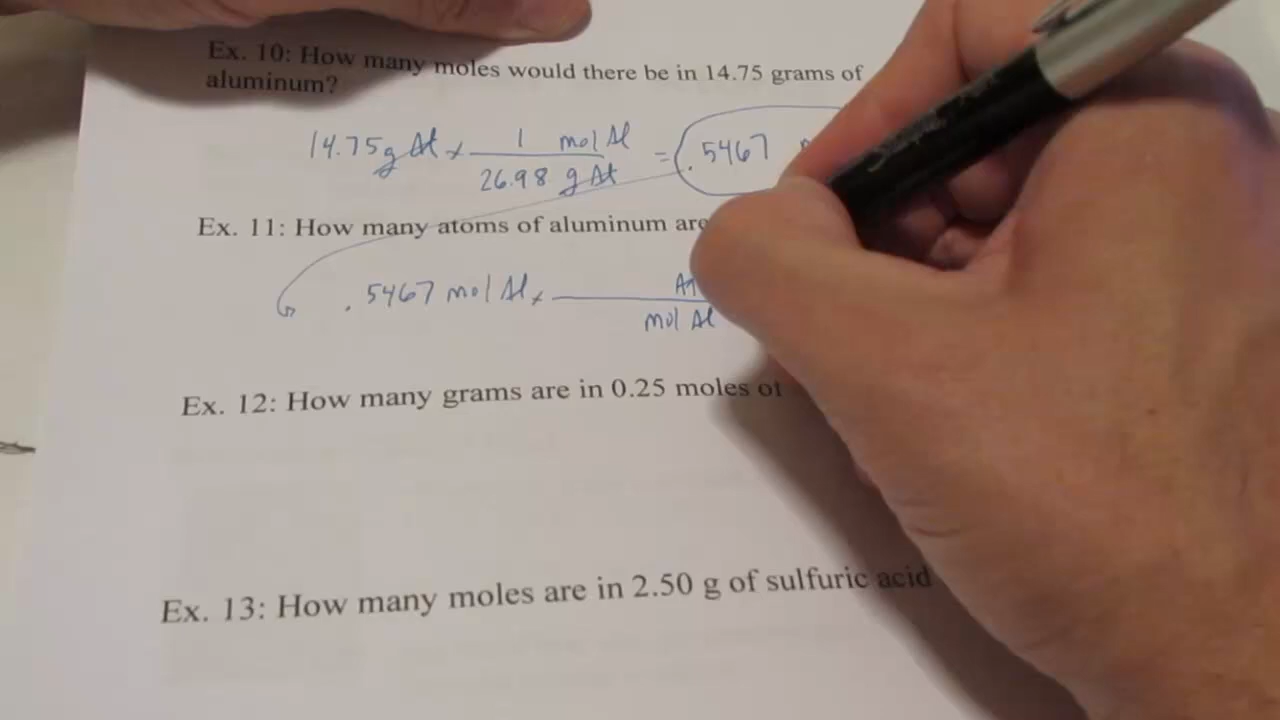 Ex. 10: How many moles would there be in 14.75 grams of
aluminum?
14.75 g Al x 1 mol Al
26.98 g Al
= .5467
Ex. 11: How many atoms of aluminum are
.5467 mol Al x
mol Al
Ex. 12: How many grams are in 0.25 moles of
Ex. 13: How many moles are in 2.50 g of sulfuric acid
Sharpie